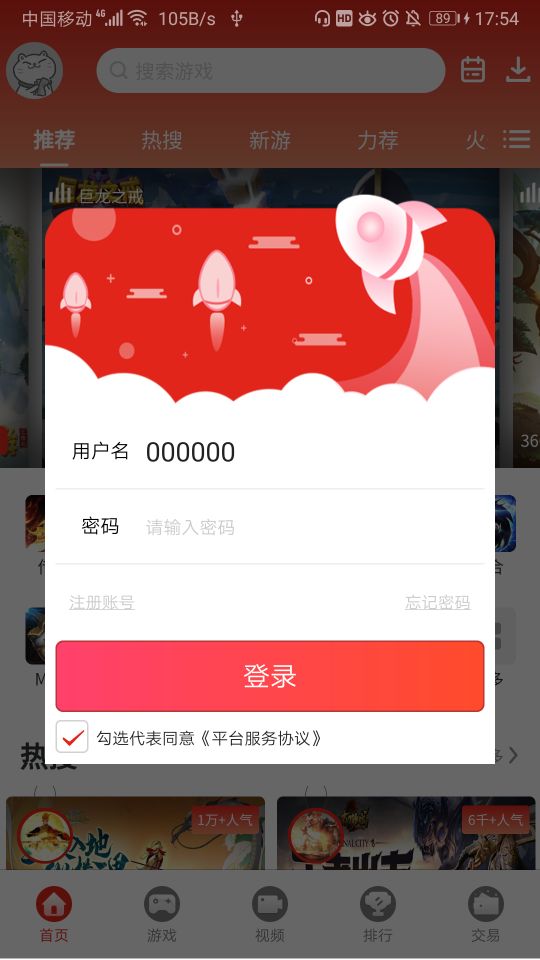 中国移动 4G 105B/s HD 89 17:54
搜索游戏
推荐 热搜 新游 力荐 火
巨龙之戒
36
用户名 000000
密码 请输入密码
注册账号 忘记密码
登录
勾选代表同意《平台服务协议》
M 多
热搜 多
1万+人气 6千+人气
首页 游戏 视频 排行 交易